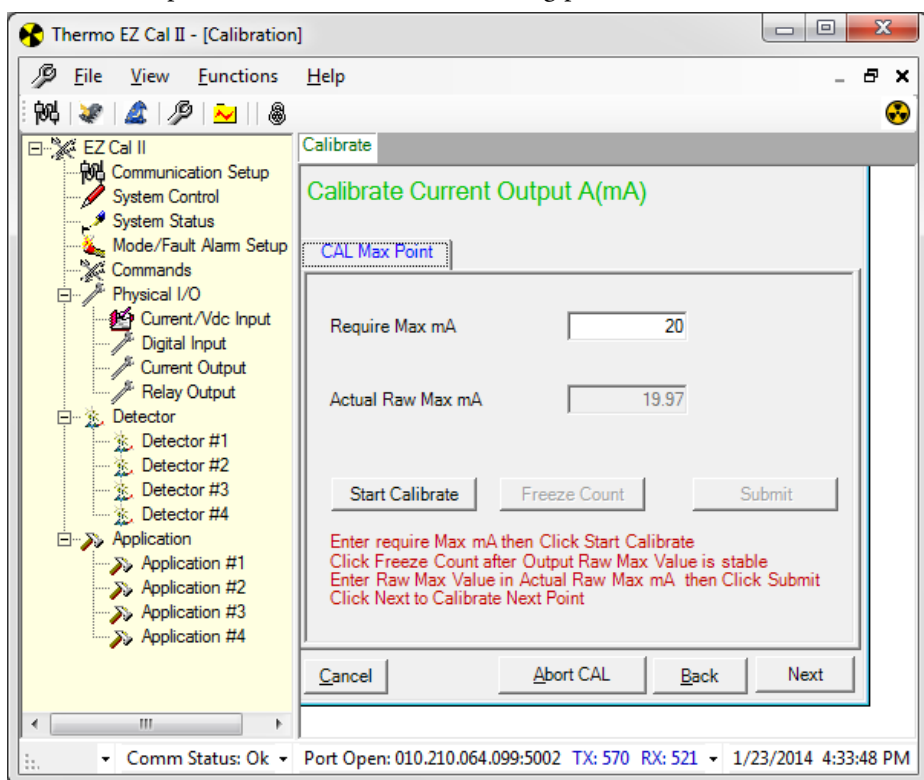 Thermo EZ Cal II - [Calibration]
File View Functions Help
EZ Cal II
Communication Setup
System Control
System Status
Mode/Fault Alarm Setup
Commands
Physical I/O
Current/Vdc Input
Digital Input
Current Output
Relay Output
Detector
Detector #1
Detector #2
Detector #3
Detector #4
Application
Application #1
Application #2
Application #3
Application #4
Calibrate
Calibrate Current Output A(mA)
CAL Max Point
Require Max mA 20
Actual Raw Max mA 19.97
Start Calibrate Freeze Count Submit
Enter require Max mA then Click Start Calibrate
Click Freeze Count after Output Raw Max Value is stable
Enter Raw Max Value in Actual Raw Max mA then Click Submit
Click Next to Calibrate Next Point
Cancel Abort CAL Back Next
Comm Status: Ok Port Open: 010.210.064.099:5002 TX: 570 RX: 521 1/23/2014 4:33:48 PM